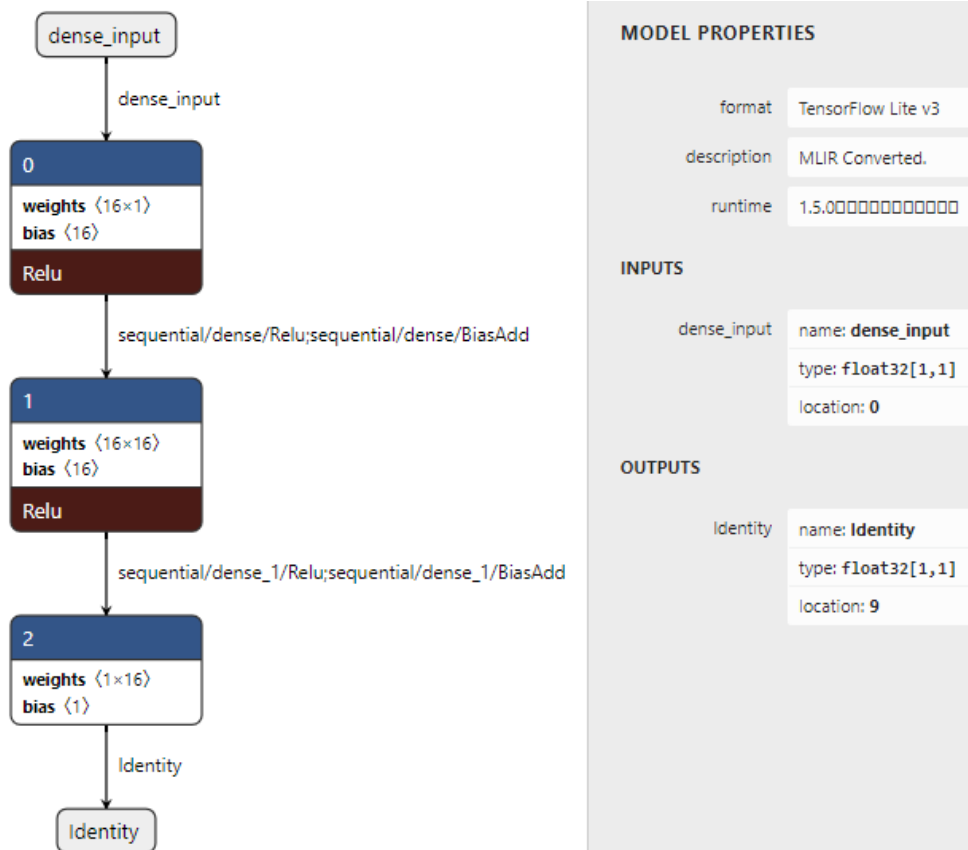 dense_input
dense_input
0
weights 〈16×1〉
bias 〈16〉
Relu
sequential/dense/Relu;sequential/dense/BiasAdd
1
weights 〈16×16〉
bias 〈16〉
Relu
sequential/dense_1/Relu;sequential/dense_1/BiasAdd
2
weights 〈1×16〉
bias 〈1〉
Identity
Identity
MODEL PROPERTIES
format TensorFlow Lite v3
description MLIR Converted.
runtime 1.5.0▯▯▯▯▯▯▯▯▯▯▯
INPUTS
dense_input name: dense_input
type: float32[1,1]
location: 0
OUTPUTS
Identity name: Identity
type: float32[1,1]
location: 9